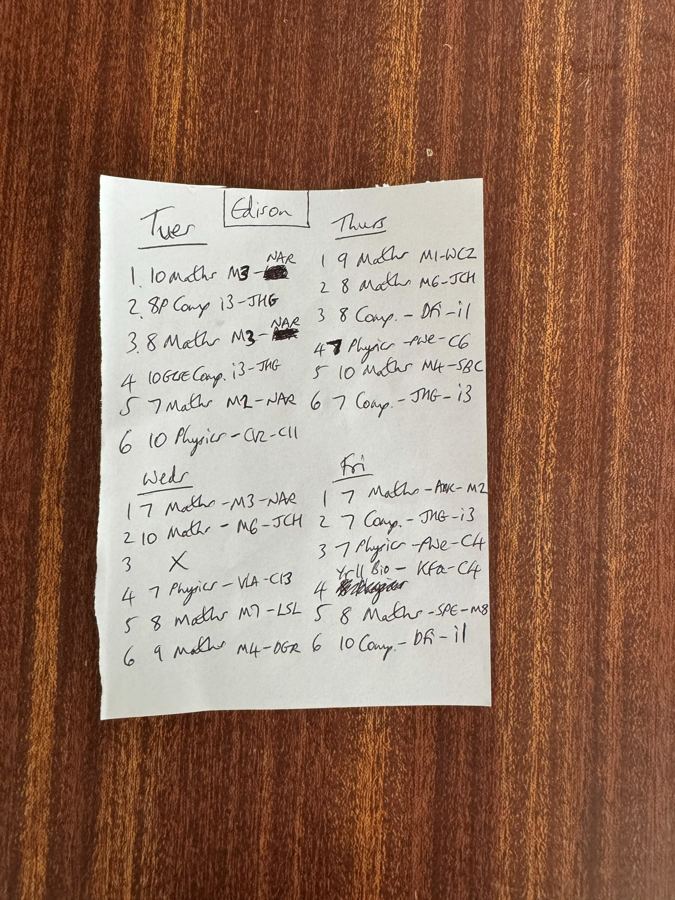 Edison
Tues
1. 10 Maths M3-NAR
2. 8P Comp i3-JHG
3. 8 Maths M3-NAR
4 10 GCSE Comp. i3-JHG
5 7 Maths M2-NAR
6 10 Physics - CVZ - C11
Weds
1 7 Maths - M3 - NAR
2 10 Maths - M6 - JCH
3 X
4 7 Physics - VLA - C13
5 8 Maths M7 - LSL
6 9 Maths M4 - DGR
Thurs
1 9 Maths M1-WCZ
2 8 Maths M6-JCH
3 8 Comp. - DFi - i1
4 7 Physics - PWe - C6
5 10 Maths M4-SBC
6 7 Comp. - JHG - i3
Fri
1 7 Maths - - M2
2 7 Comp. - JHG - i3
3 7 Physics - PWe - C4
Yr11 Bio - KFa - C4
4
5 8 Maths - SPE - M8
6 10 Comp. - DFi - i1